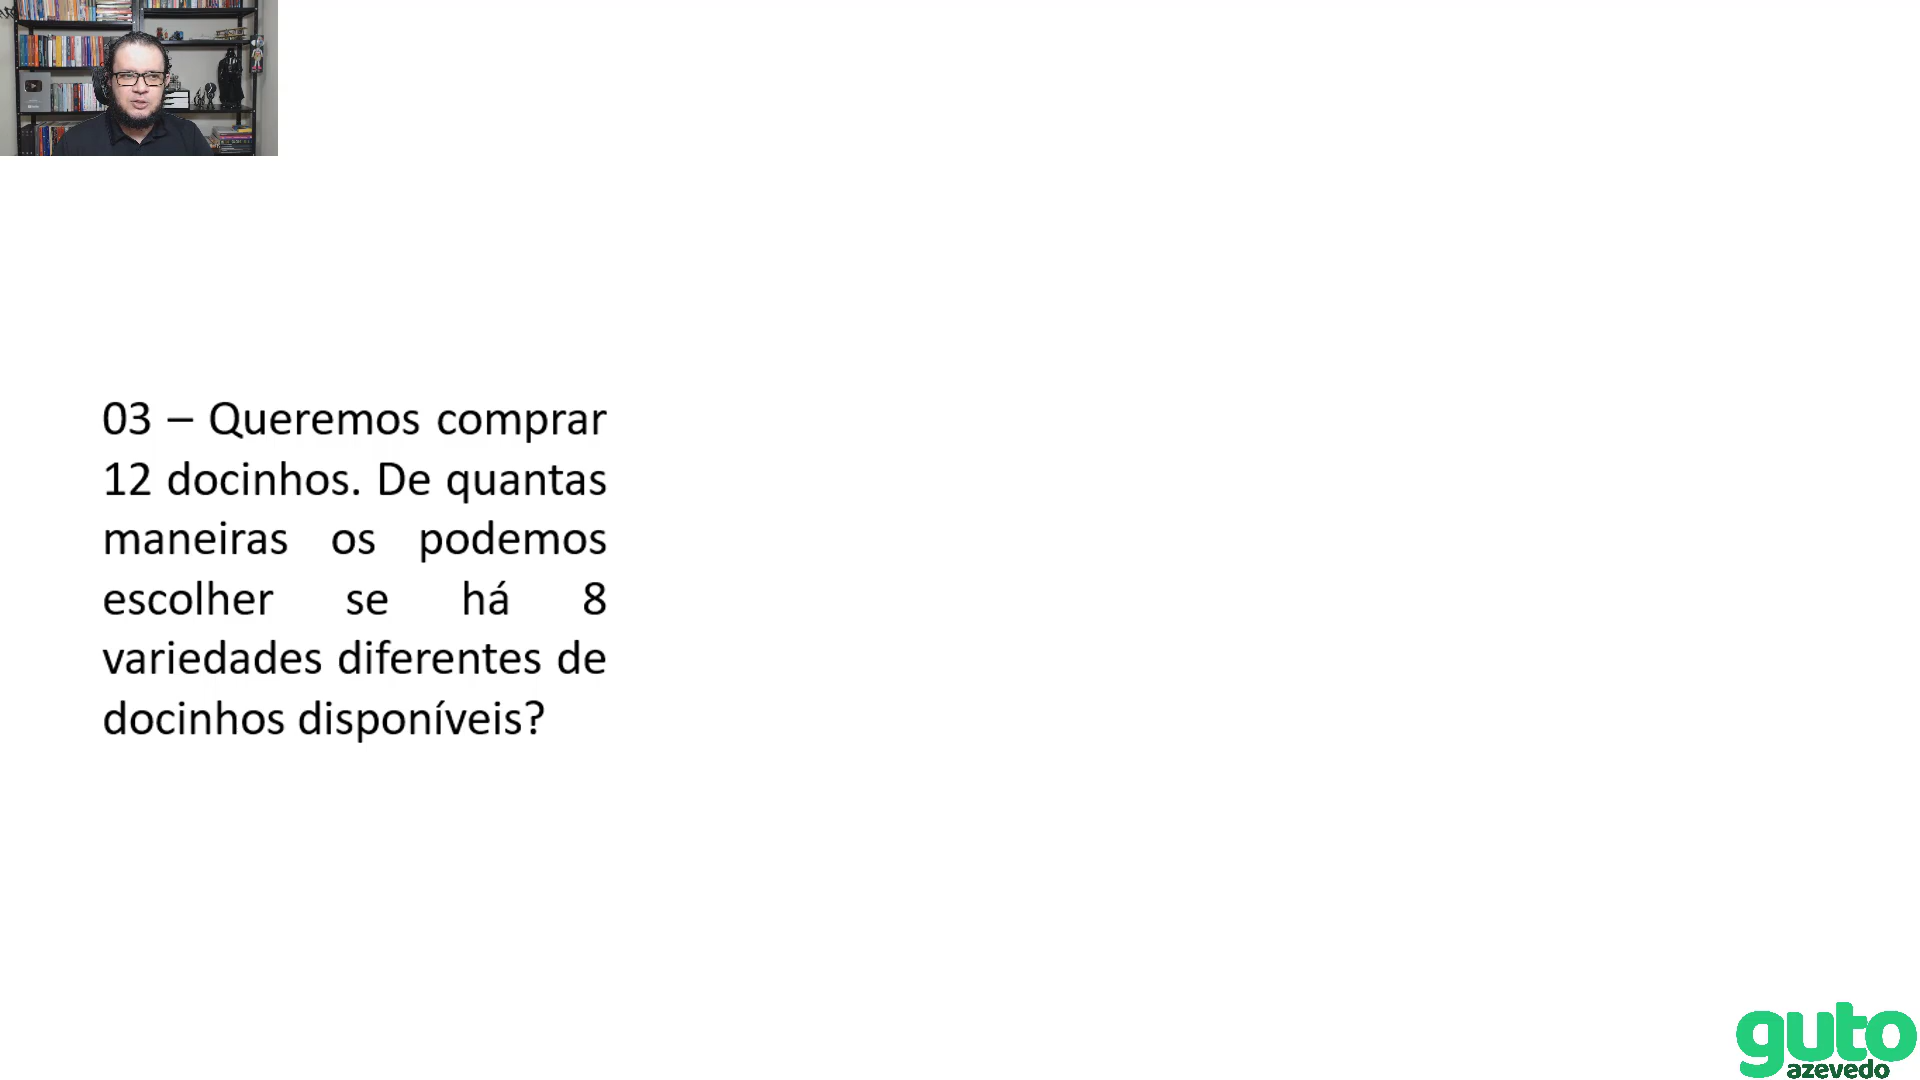 03 – Queremos comprar
12 docinhos. De quantas
maneiras os podemos
escolher se há 8
variedades diferentes de
docinhos disponíveis?
guto
azevedo